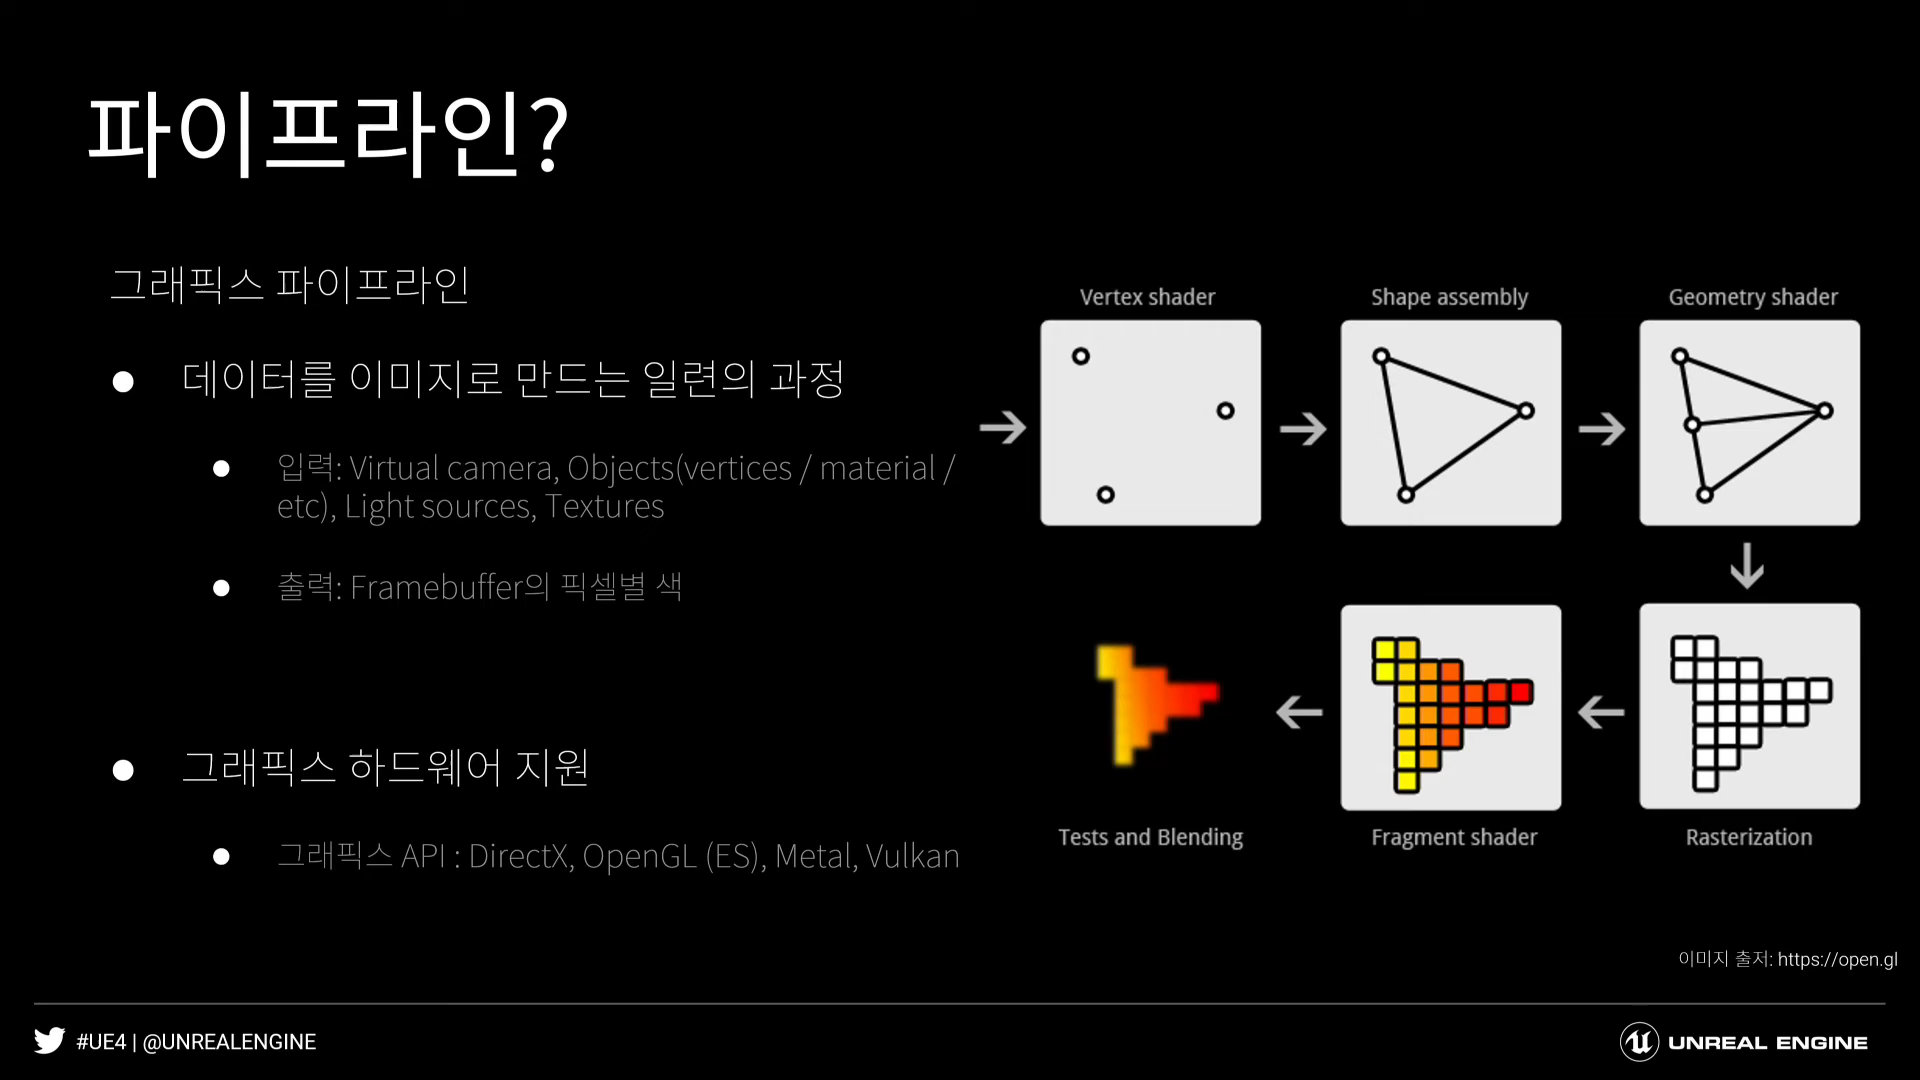 파이프라인?
그래픽스 파이프라인
● 데이터를 이미지로 만드는 일련의 과정
● 입력: Virtual camera, Objects(vertices / material /
etc), Light sources, Textures
● 출력: Framebuffer의 픽셀별 색
● 그래픽스 하드웨어 지원
● 그래픽스 API : DirectX, OpenGL (ES), Metal, Vulkan
Vertex shader
Shape assembly
Geometry shader
Tests and Blending
Fragment shader
Rasterization
이미지 출저: https://open.gl
#UE4 | @UNREALENGINE
UNREAL ENGINE